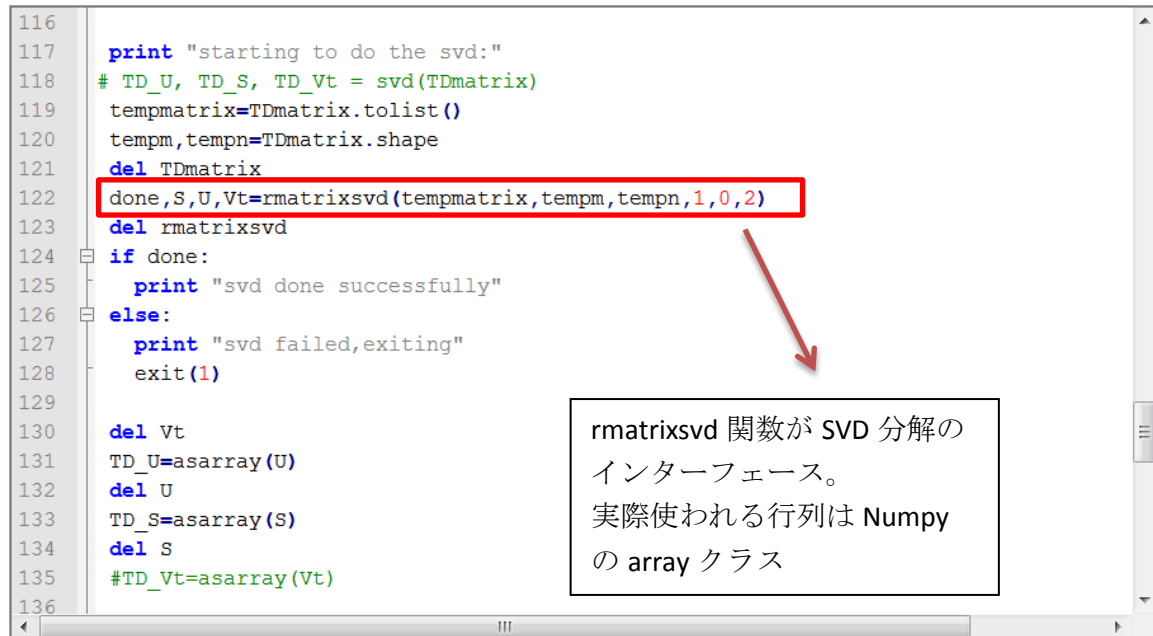 116
117 print "starting to do the svd:"
118 # TD_U, TD_S, TD_Vt = svd(TDmatrix)
119 tempmatrix=TDmatrix.tolist()
120 tempm,tempn=TDmatrix.shape
121 del TDmatrix
122 done,S,U,Vt=rmatrixsvd(tempmatrix,tempm,tempn,1,0,2)
123 del rmatrixsvd
124 if done:
125 print "svd done successfully"
126 else:
127 print "svd failed,exiting"
128 exit(1)
129
130 del Vt
131 TD_U=asarray(U)
132 del U
133 TD_S=asarray(S)
134 del S
135 #TD_Vt=asarray(Vt)
136
rmatrixsvd 関数が SVD 分解の
インターフェース。
実際使われる行列は Numpy
の array クラス